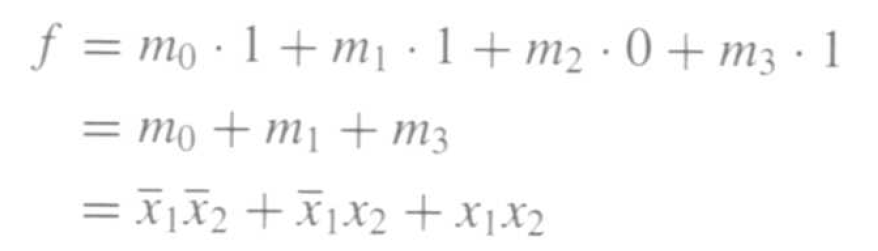 f = m₀ · 1 + m₁ · 1 + m₂ · 0 + m₃ · 1
= m₀ + m₁ + m₃
= x̄₁x̄₂ + x̄₁x₂ + x₁x₂